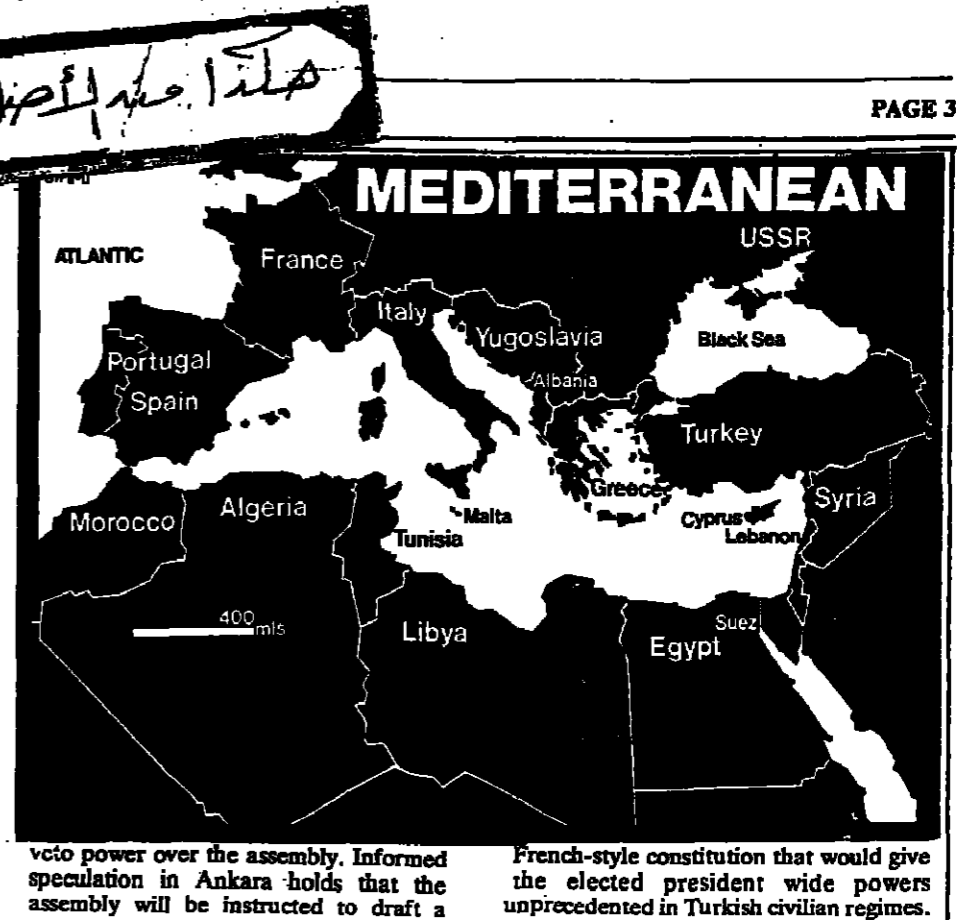 هكذا من الأصل
PAGE 3
MEDITERRANEAN
USSR
ATLANTIC
France
Italy
Yugoslavia
Black Sea
Portugal
Spain
Albania
Turkey
Greece
Syria
Morocco
Algeria
Malta
Tunisia
Cyprus
Lebanon
400
mls
Libya
Suez
Egypt
veto power over the assembly. Informed
speculation in Ankara holds that the
assembly will be instructed to draft a
French-style constitution that would give
the elected president wide powers
unprecedented in Turkish civilian regimes.